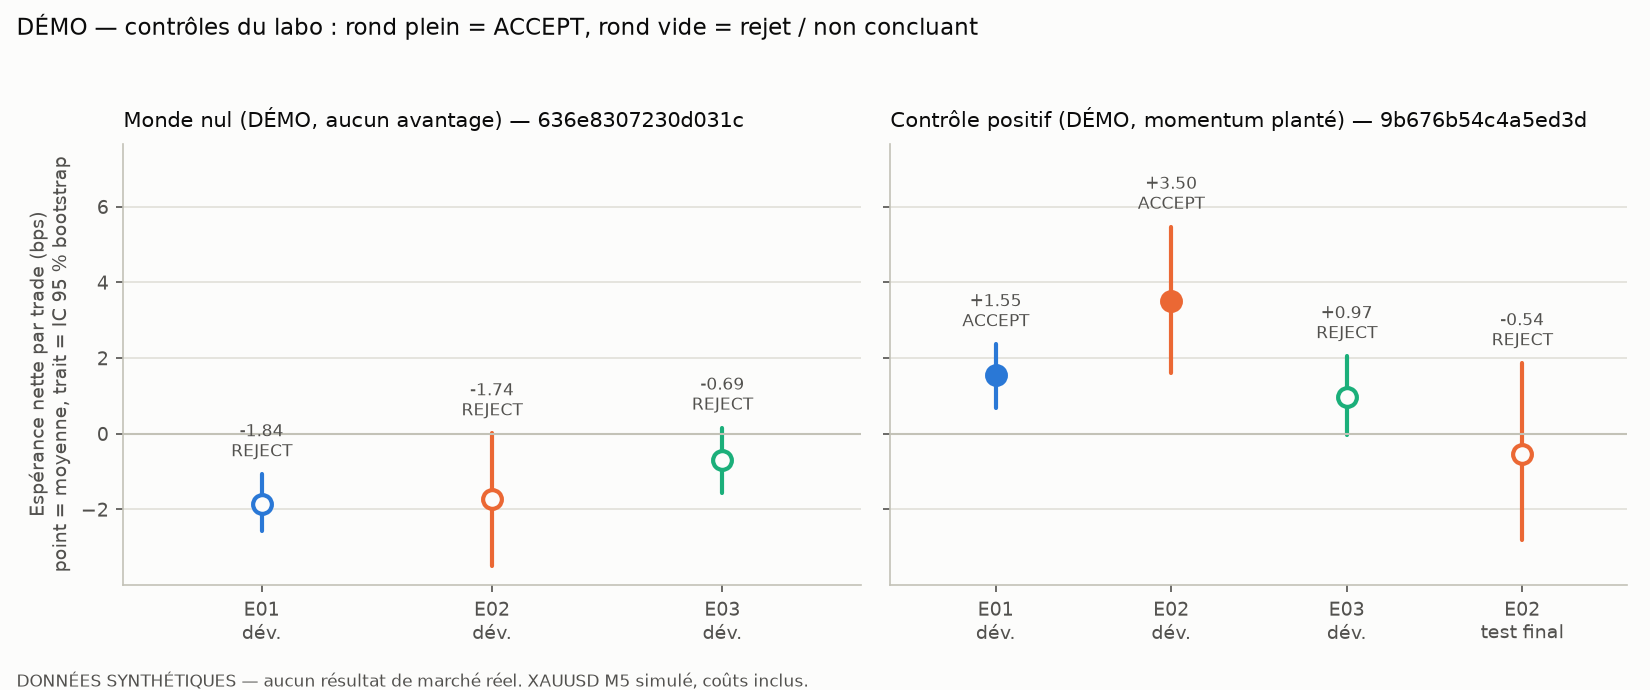 DÉMO — contrôles du labo : rond plein = ACCEPT, rond vide = rejet / non concluant
Monde nul (DÉMO, aucun avantage) — 636e8307230d031c
Espérance nette par trade (bps)
point = moyenne, trait = IC 95 % bootstrap
6
4
2
0
−2
-1.84
REJECT
-1.74
REJECT
-0.69
REJECT
E01
dév.
E02
dév.
E03
dév.
Contrôle positif (DÉMO, momentum planté) — 9b676b54c4a5ed3d
+1.55
ACCEPT
+3.50
ACCEPT
+0.97
REJECT
-0.54
REJECT
E01
dév.
E02
dév.
E03
dév.
E02
test final
DONNÉES SYNTHÉTIQUES — aucun résultat de marché réel. XAUUSD M5 simulé, coûts inclus.